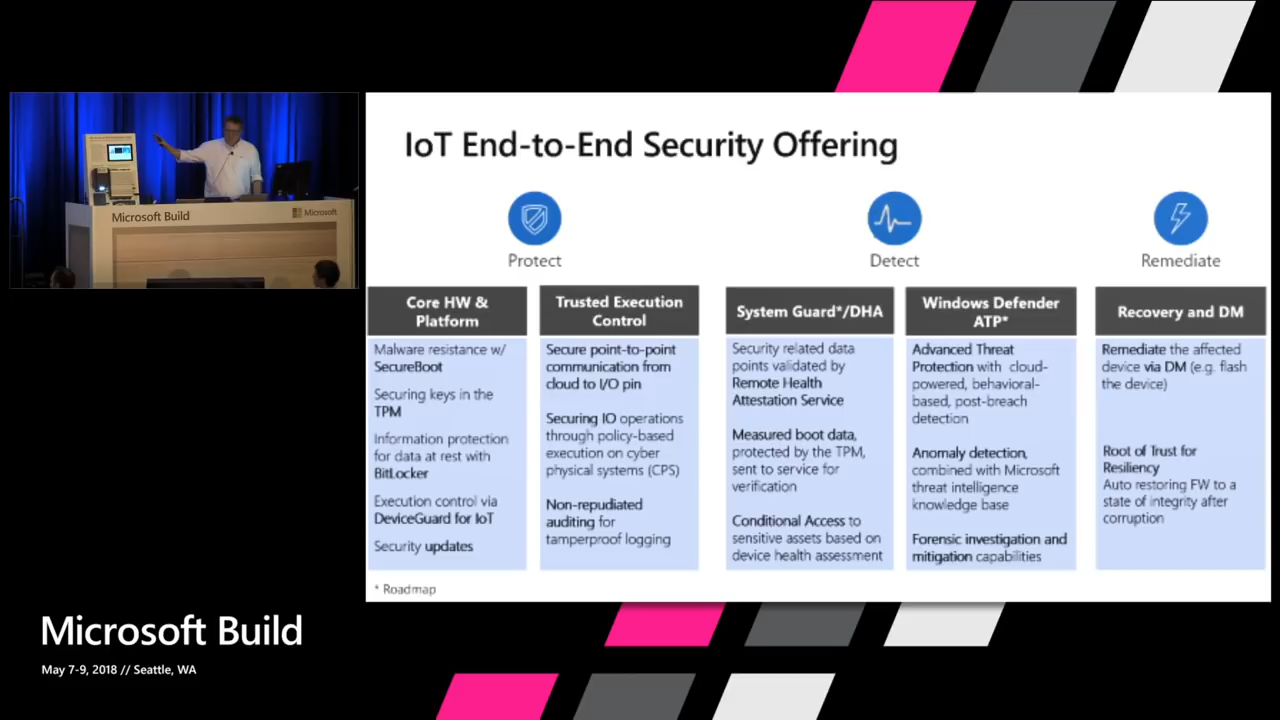 Microsoft Build
Microsoft
IoT End-to-End Security Offering
Protect
Detect
Remediate
Core HW &
Platform
Malware resistance w/
SecureBoot
Securing keys in the
TPM
Information protection
for data at rest with
BitLocker
Execution control via
DeviceGuard for IoT
Security updates
Trusted Execution
Control
Secure point-to-point
communication from
cloud to I/O pin
Securing IO operations
through policy-based
execution on cyber
physical systems (CPS)
Non-repudiated
auditing for
tamperproof logging
System Guard*/DHA
Security related data
points validated by
Remote Health
Attestation Service
Measured boot data,
protected by the TPM,
sent to service for
verification
Conditional Access to
sensitive assets based on
device health assessment
Windows Defender
ATP*
Advanced Threat
Protection with cloud-
powered, behavioral-
based, post-breach
detection
Anomaly detection,
combined with Microsoft
threat intelligence
knowledge base
Forensic investigation and
mitigation capabilities
Recovery and DM
Remediate the affected
device via DM (e.g. flash
the device)
Root of Trust for
Resiliency
Auto restoring FW to a
state of integrity after
corruption
* Roadmap
Microsoft Build
May 7-9, 2018 // Seattle, WA